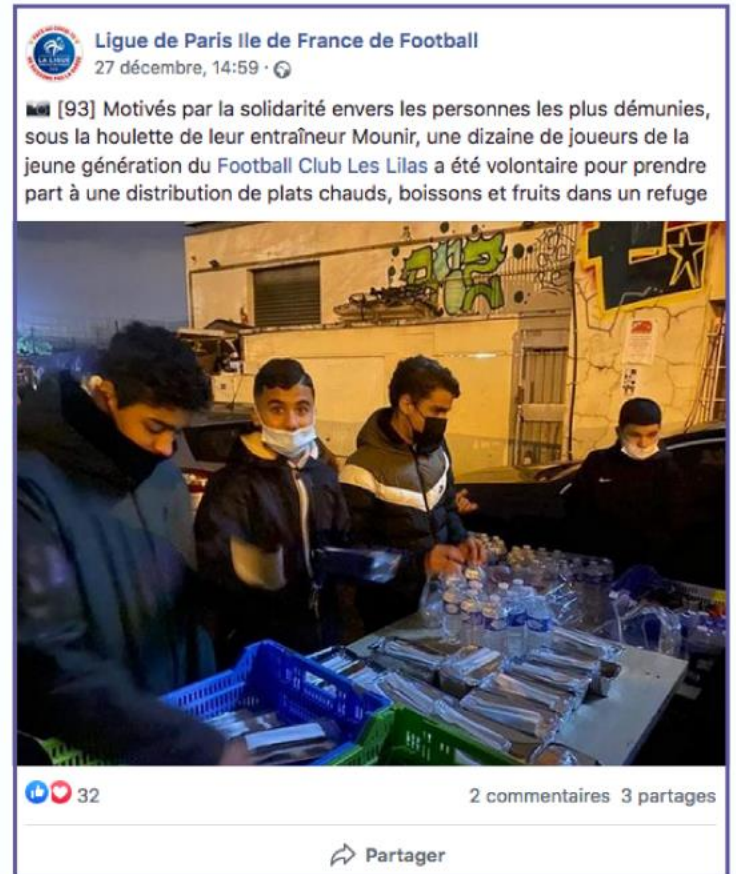 Ligue de Paris Ile de France de Football
27 décembre, 14:59 ·
[93] Motivés par la solidarité envers les personnes les plus démunies,
sous la houlette de leur entraîneur Mounir, une dizaine de joueurs de la
jeune génération du Football Club Les Lilas a été volontaire pour prendre
part à une distribution de plats chauds, boissons et fruits dans un refuge
32
2 commentaires 3 partages
Partager